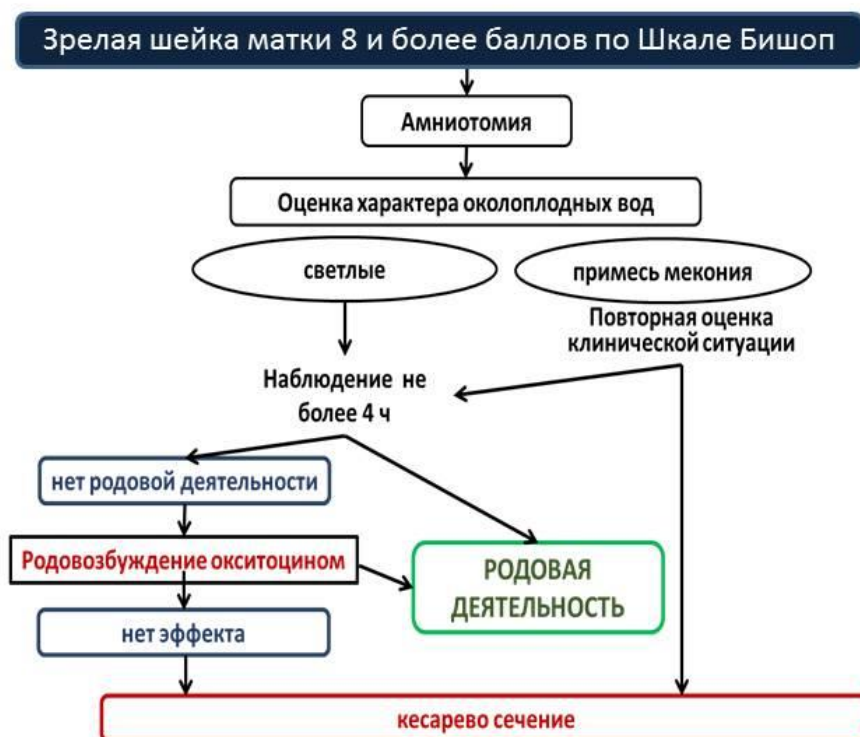 Зрелая шейка матки 8 и более баллов по Шкале Бишоп
Амниотомия
Оценка характера околоплодных вод
светлые
примесь мекония
Повторная оценка
клинической ситуации
Наблюдение не
более 4 ч
нет родовой деятельности
Родовозбуждение окситоцином
РОДОВАЯ
ДЕЯТЕЛЬНОСТЬ
нет эффекта
кесарево сечение